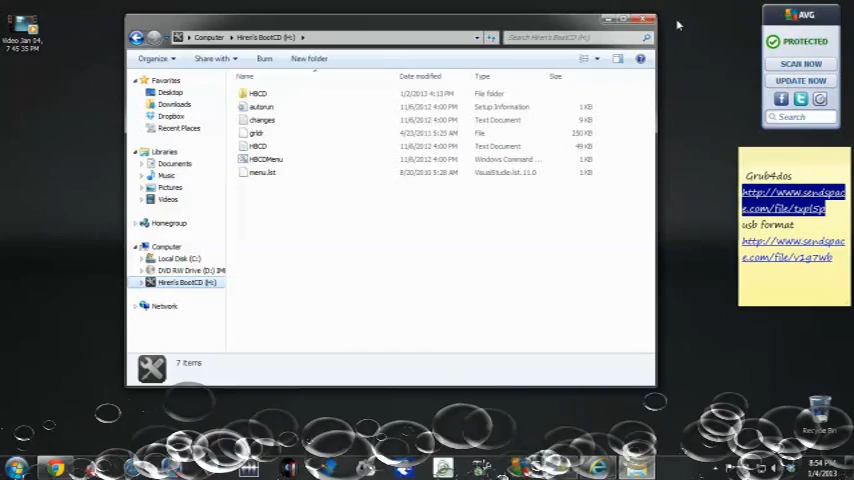 Video Jan 04,
7 45 35 PM
Computer
Hiren's BootCD (H:)
Search Hiren's BootCD (H:)
Organize
Share with
Burn
New folder
Favorites
Desktop
Downloads
Dropbox
Recent Places
Libraries
Documents
Music
Pictures
Videos
Homegroup
Computer
Local Disk (C:)
DVD RW Drive (D:) IMI
Hiren's BootCD (H:)
Network
Name Date modified Type Size
HBCD 1/2/2013 4:13 PM File folder
autorun 11/6/2012 4:00 PM Setup Information 1 KB
changes 11/6/2012 4:00 PM Text Document 9 KB
grldr 4/23/2011 5:25 AM File 230 KB
HBCD 11/6/2012 4:00 PM Text Document 49 KB
HBCDMenu 11/6/2012 4:00 PM Windows Command ... 1 KB
menu.lst 8/20/2010 5:28 AM VisualStudio.lst.11.0 1 KB
7 items
AVG
PROTECTED
SCAN NOW
UPDATE NOW
Search
Grub4dos
http://www.sendspac
e.com/file/txpl5p
usb format
http://www.sendspac
e.com/file/v1g7wb
Recycle Bin
8:54 PM
1/4/2013